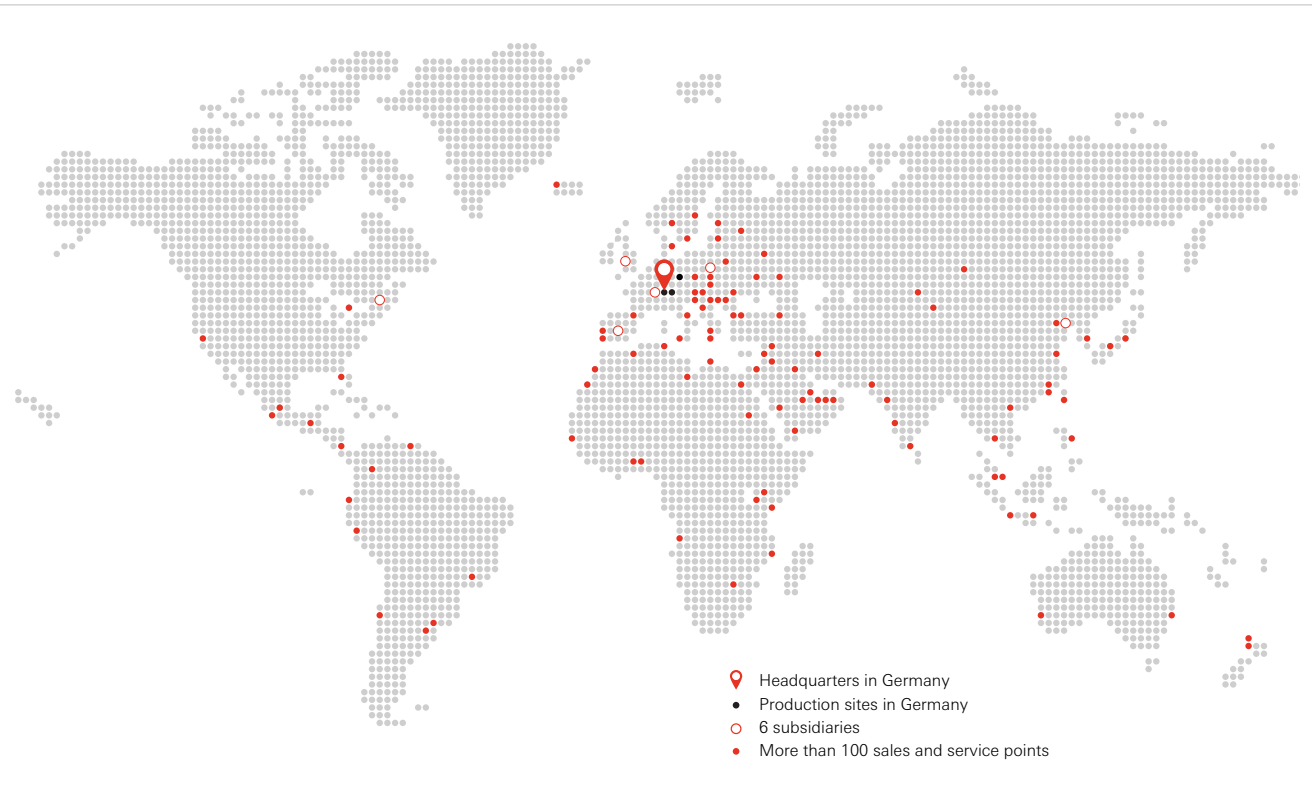 Headquarters in Germany
Production sites in Germany
6 subsidiaries
More than 100 sales and service points